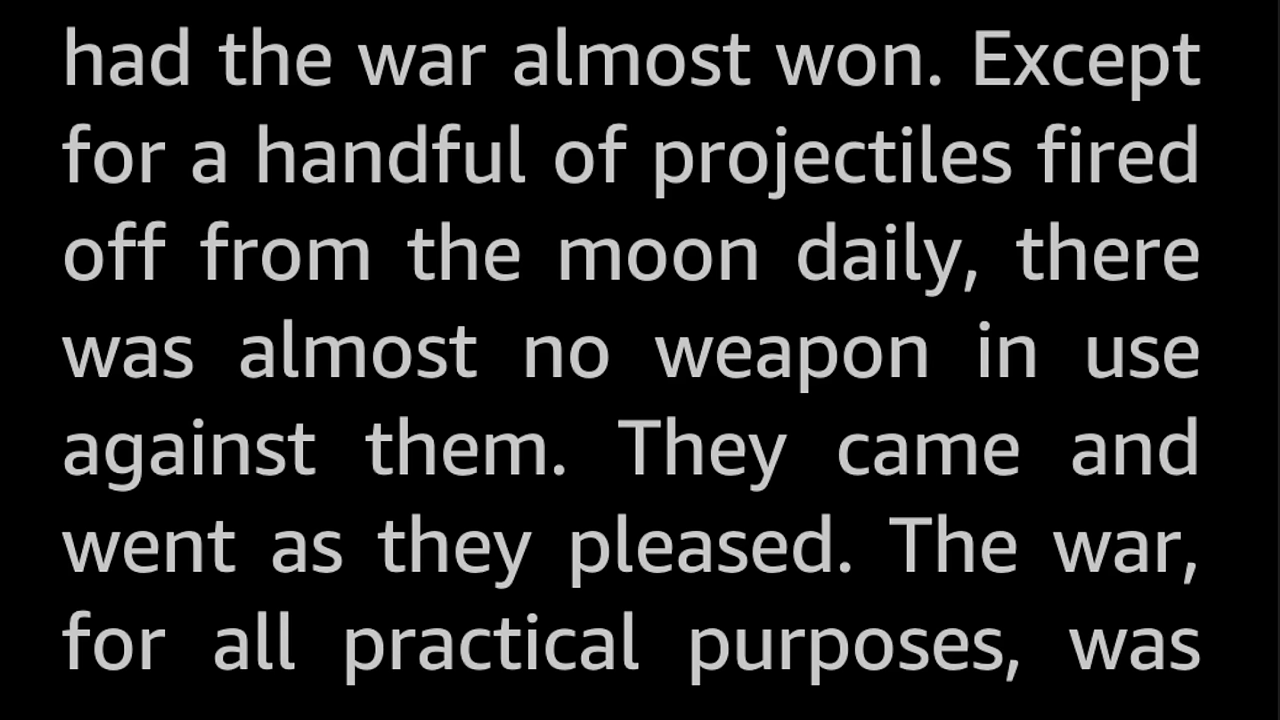 had the war almost won. Except
for a handful of projectiles fired
off from the moon daily, there
was almost no weapon in use
against them. They came and
went as they pleased. The war,
for all practical purposes, was